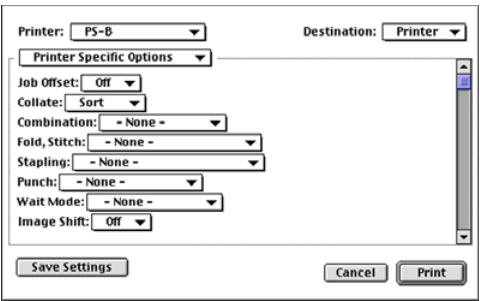 Printer: PS-B Destination: Printer
Printer Specific Options
Job Offset: Off
Collate: Sort
Combination: - None -
Fold, Stitch: - None -
Stapling: - None -
Punch: - None -
Wait Mode: - None -
Image Shift: Off
Save Settings Cancel Print